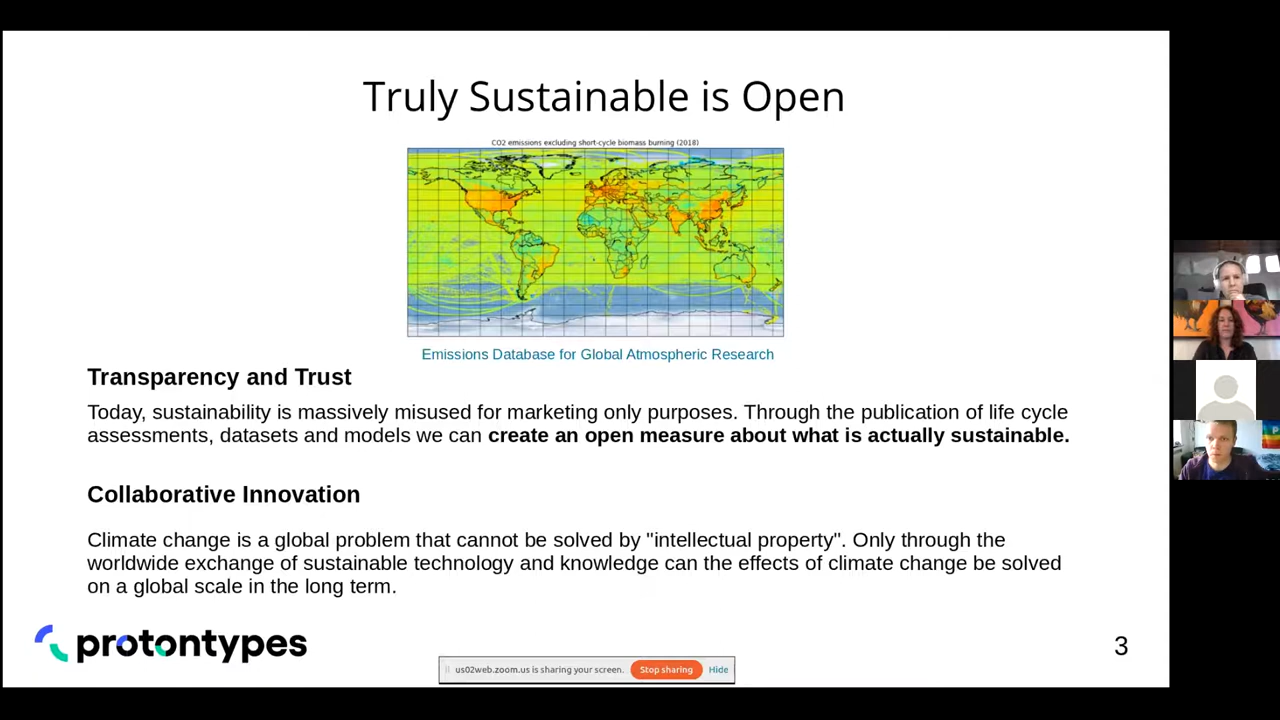 Truly Sustainable is Open
CO2 emissions excluding short-cycle biomass burning (2018)
Emissions Database for Global Atmospheric Research
Transparency and Trust
Today, sustainability is massively misused for marketing only purposes. Through the publication of life cycle
assessments, datasets and models we can create an open measure about what is actually sustainable.
Collaborative Innovation
Climate change is a global problem that cannot be solved by "intellectual property". Only through the
worldwide exchange of sustainable technology and knowledge can the effects of climate change be solved
on a global scale in the long term.
protontypes
3
us02web.zoom.us is sharing your screen. Stop sharing Hide